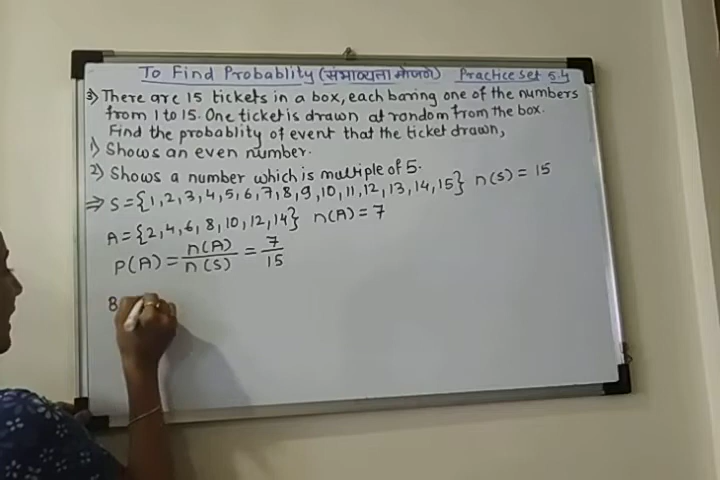 To Find Probablity (संभाव्यता मोजणे) Practice Set 5.4
3) There are 15 tickets in a box, each baring one of the numbers
from 1 to 15. One ticket is drawn at random from the box.
Find the probablity of event that the ticket drawn,
1) Shows an even number.
2) Shows a number which is multiple of 5.
⇒ S = {1, 2, 3, 4, 5, 6, 7, 8, 9, 10, 11, 12, 13, 14, 15} n(S) = 15
A = {2, 4, 6, 8, 10, 12, 14} n(A) = 7
P(A) = n(A)/n(S) = 7/15
B